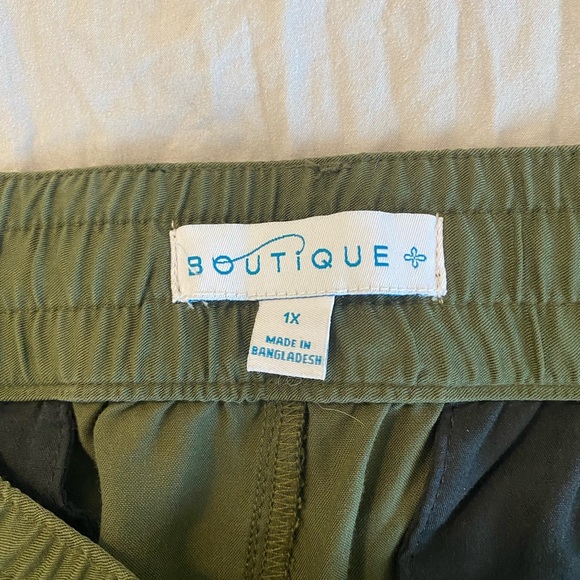 BOUTiQUE +
1X
MADE IN
BANGLADESH